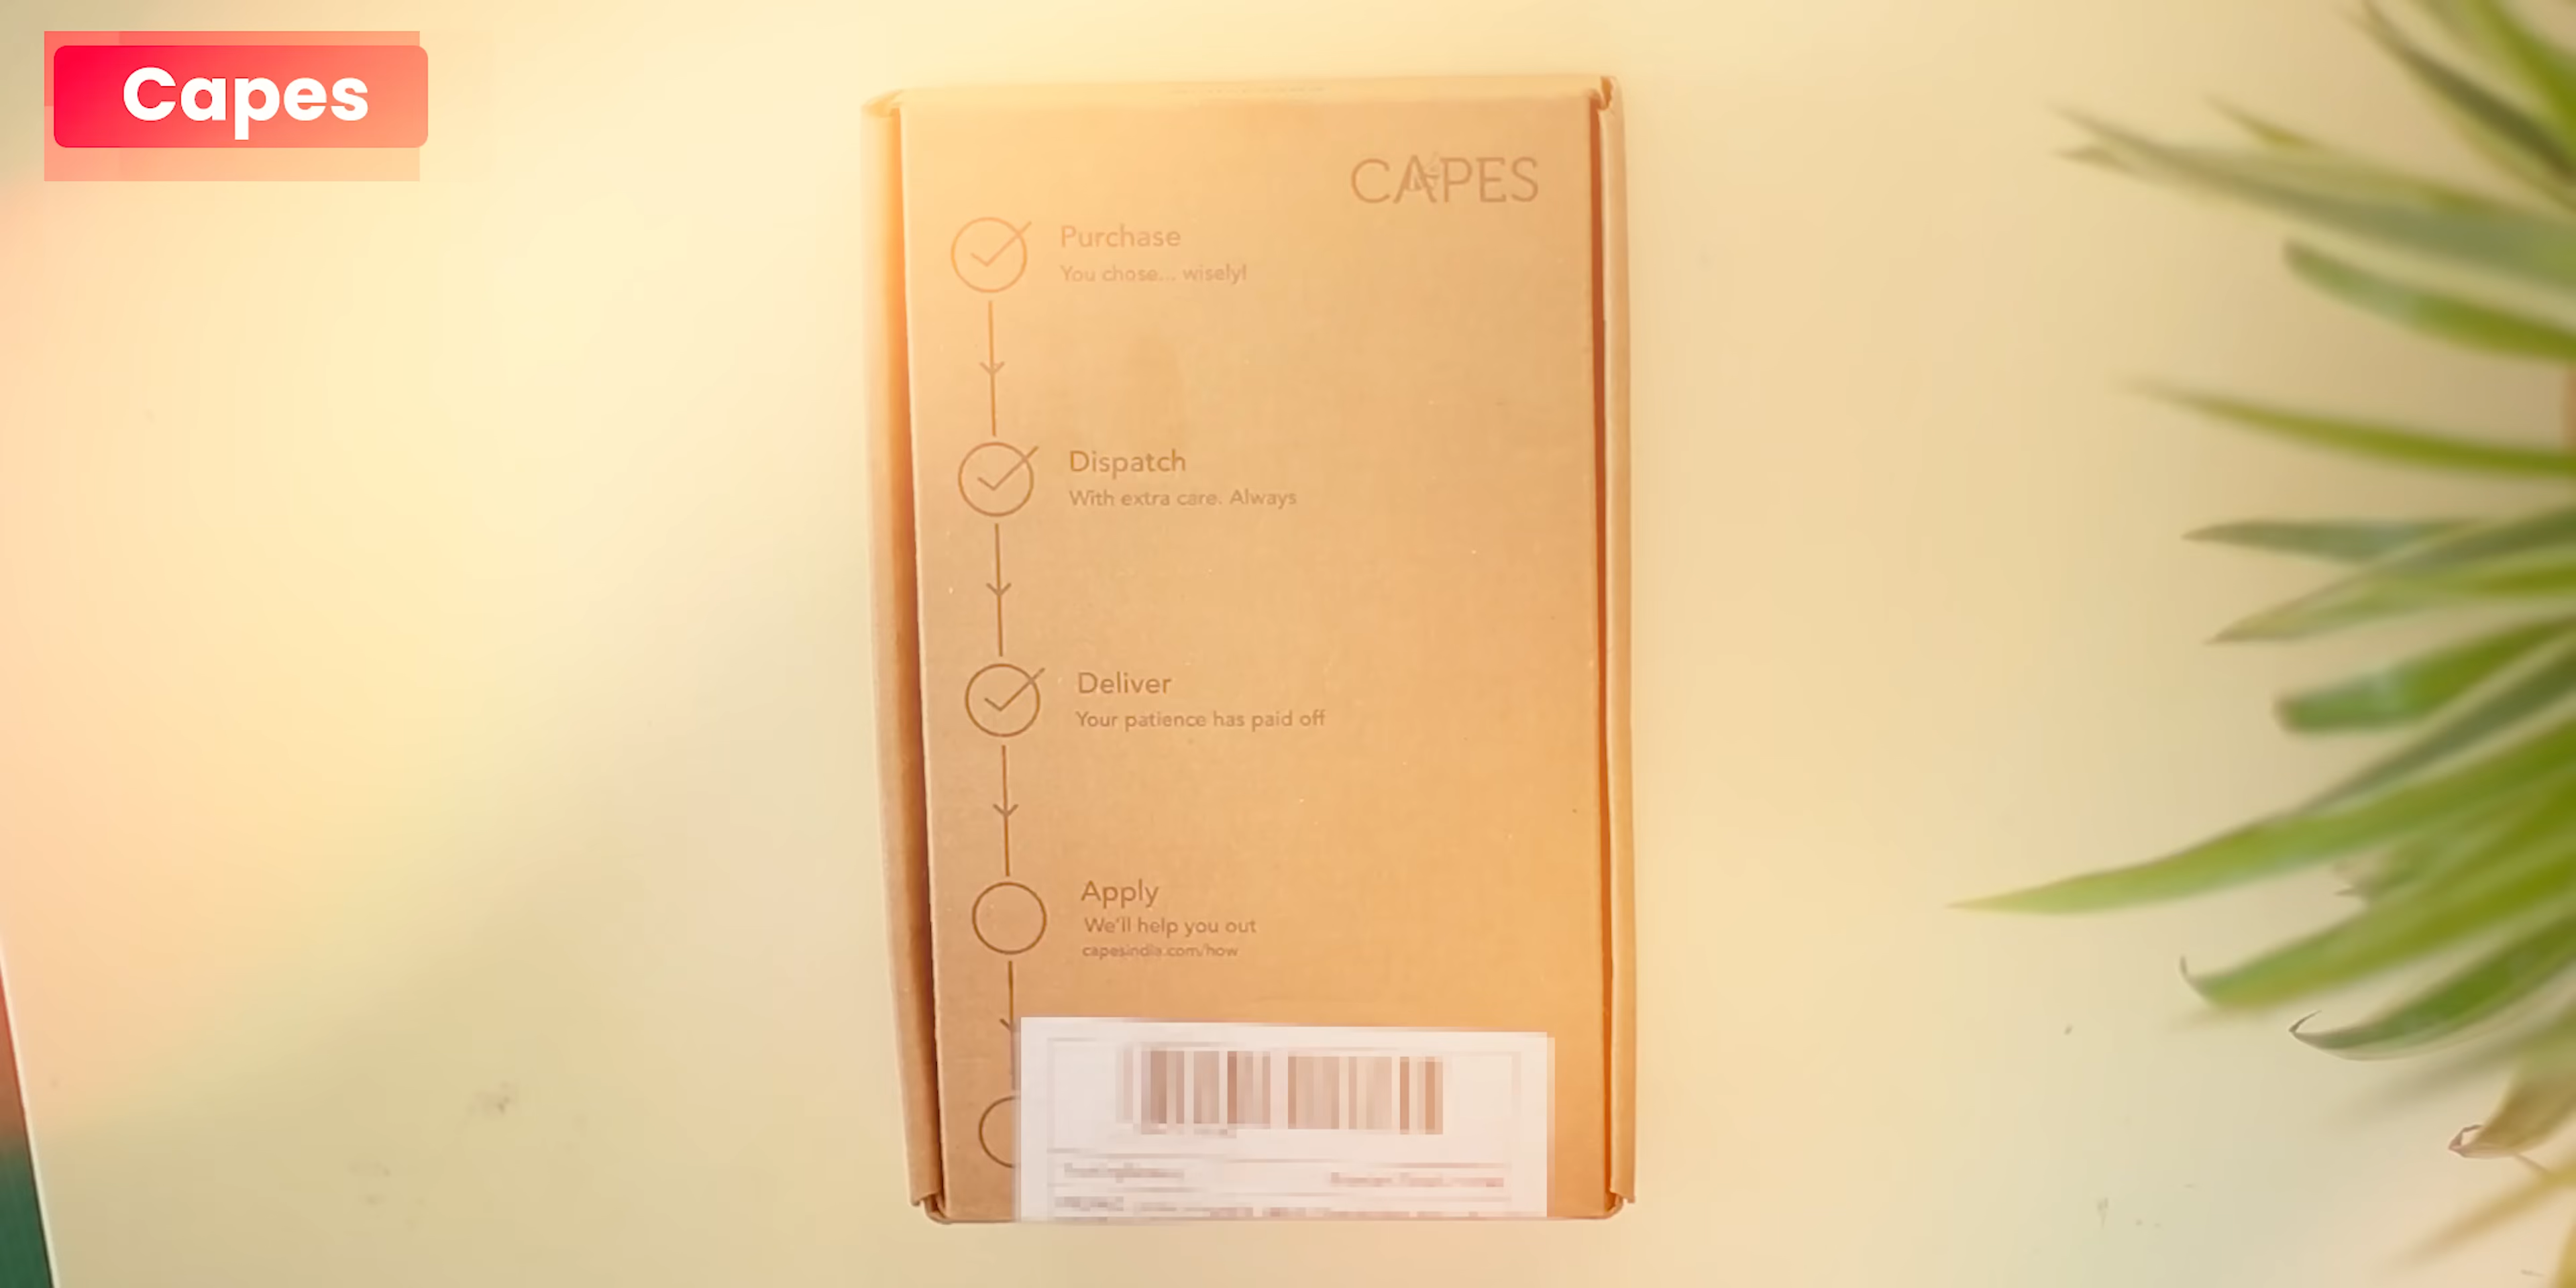 Capes
CAPES
Purchase
You chose... wisely!
Dispatch
With extra care. Always
Deliver
Your patience has paid off
Apply
We'll help you out
capesindia.com/how